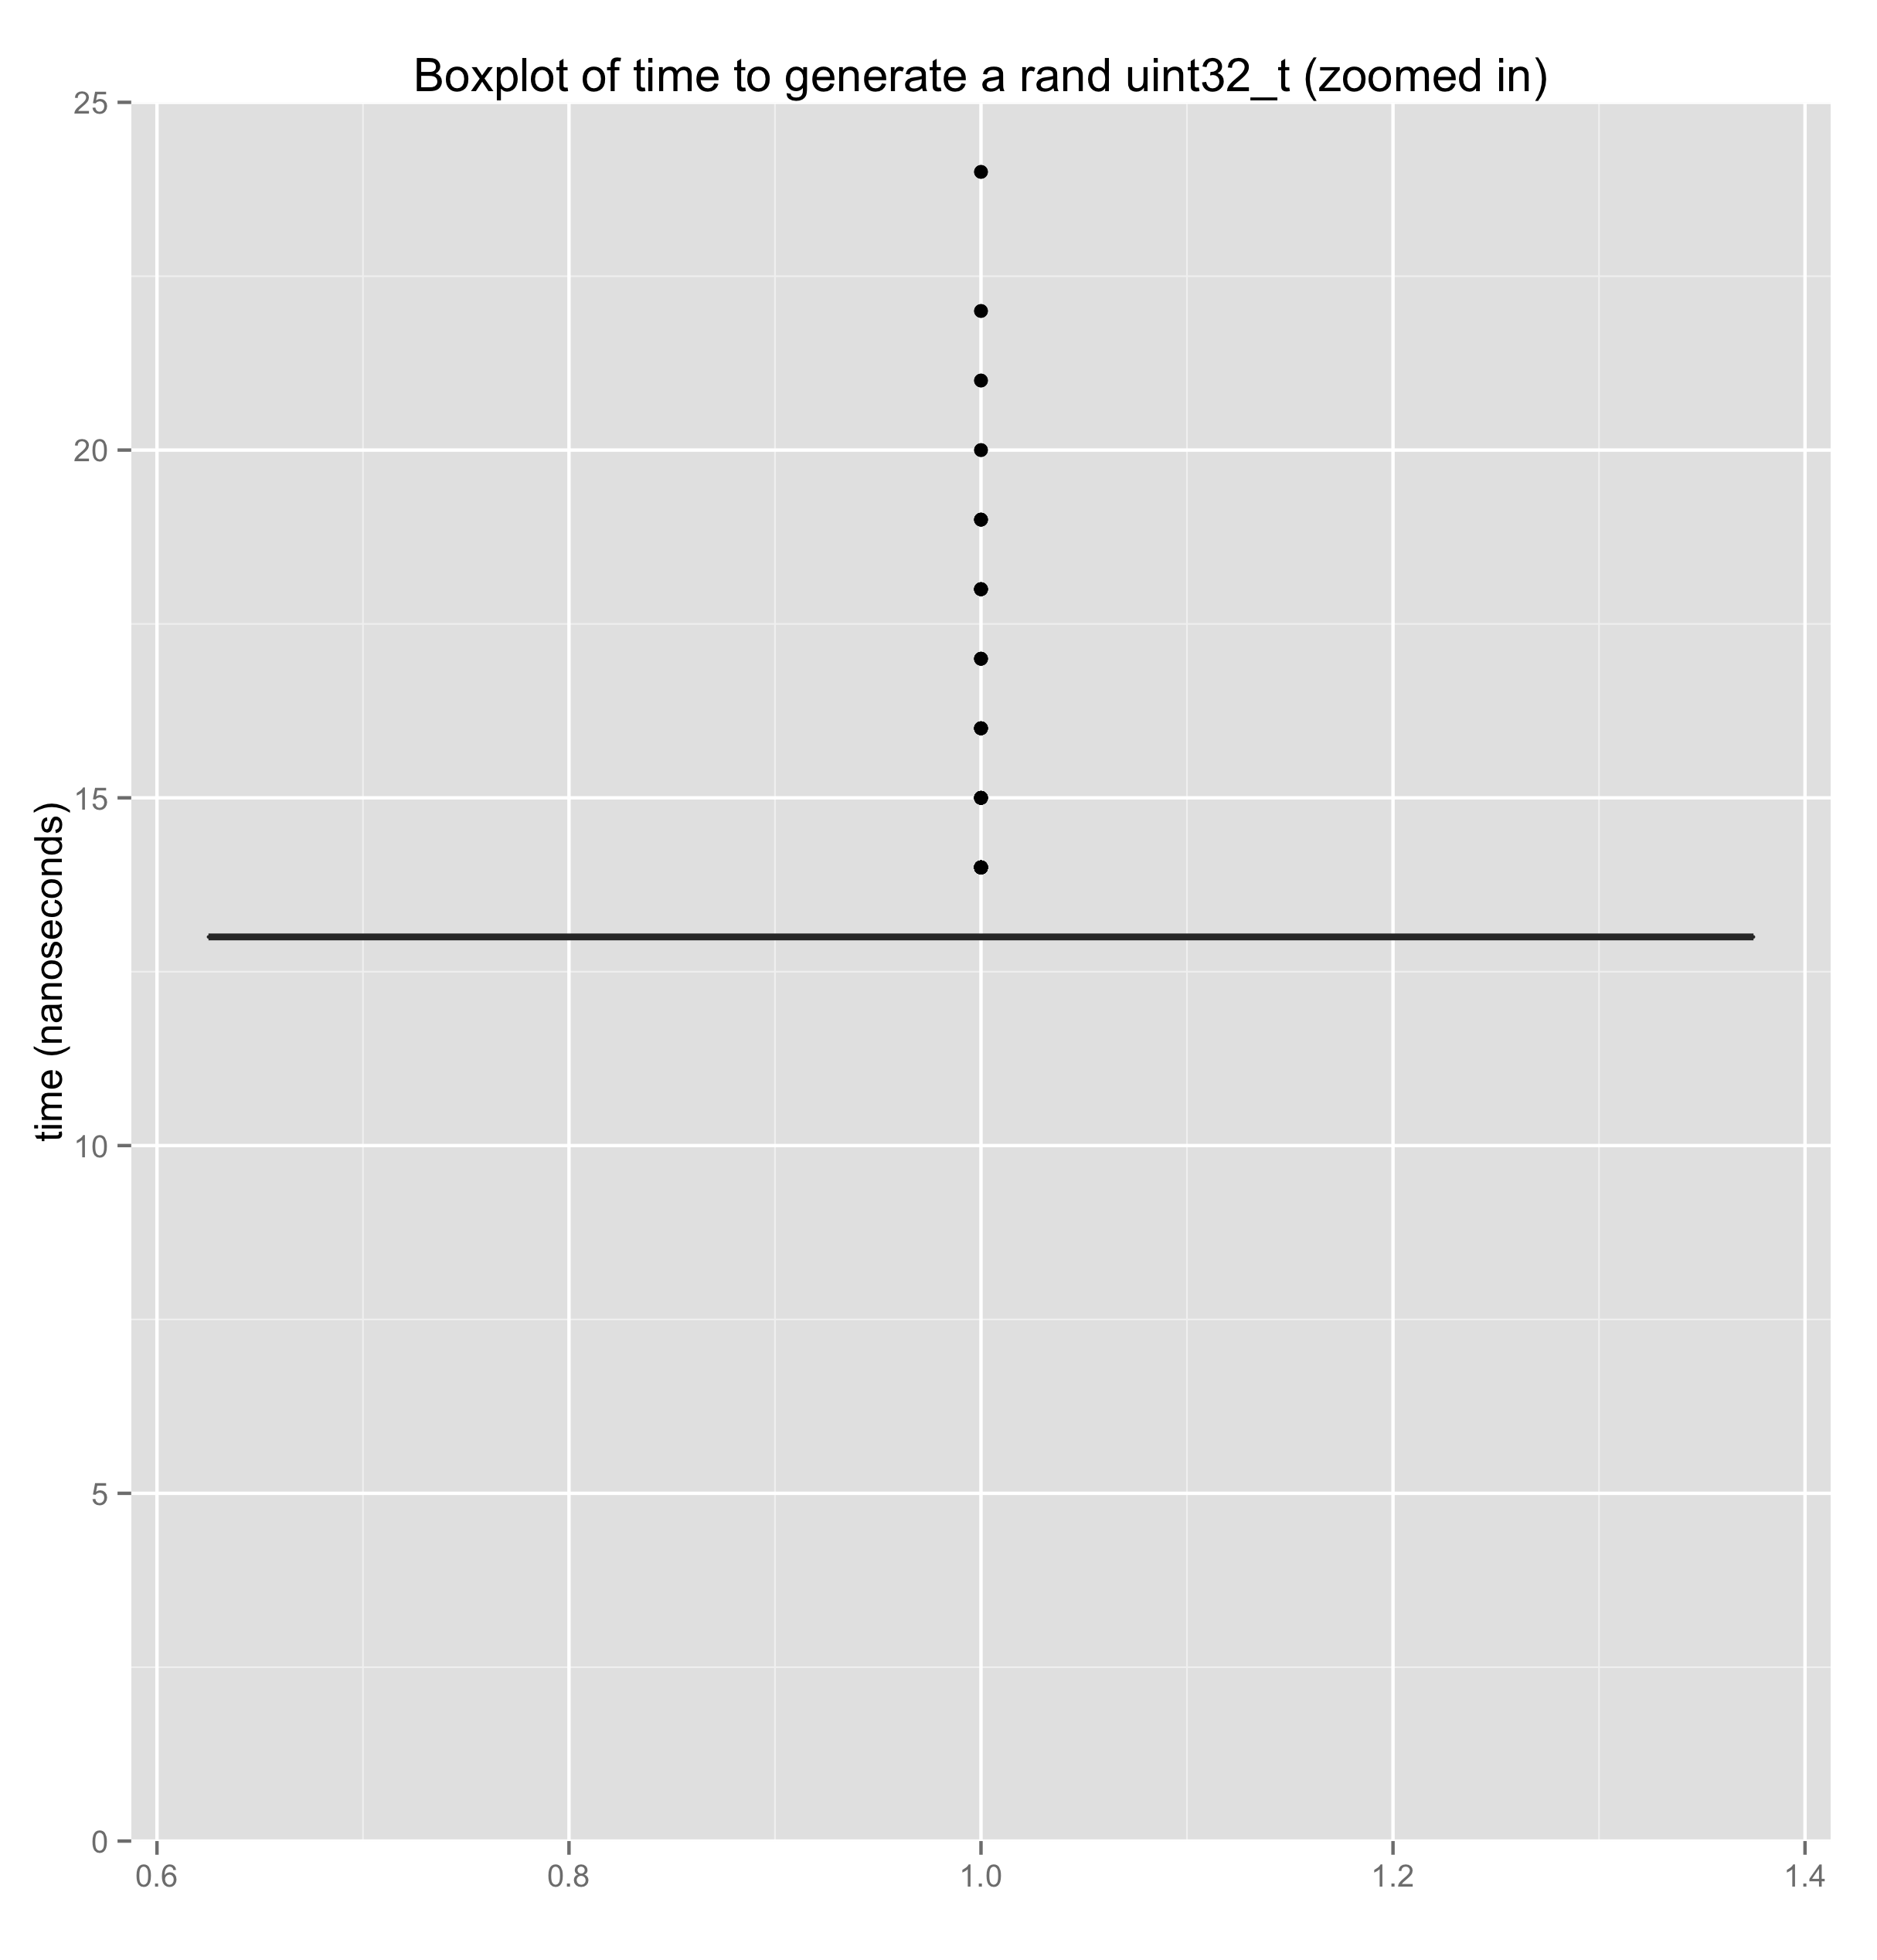 Boxplot of time to generate a rand uint32_t (zoomed in)
time (nanoseconds)
25
20
15
10
5
0
0.6 0.8 1.0 1.2 1.4